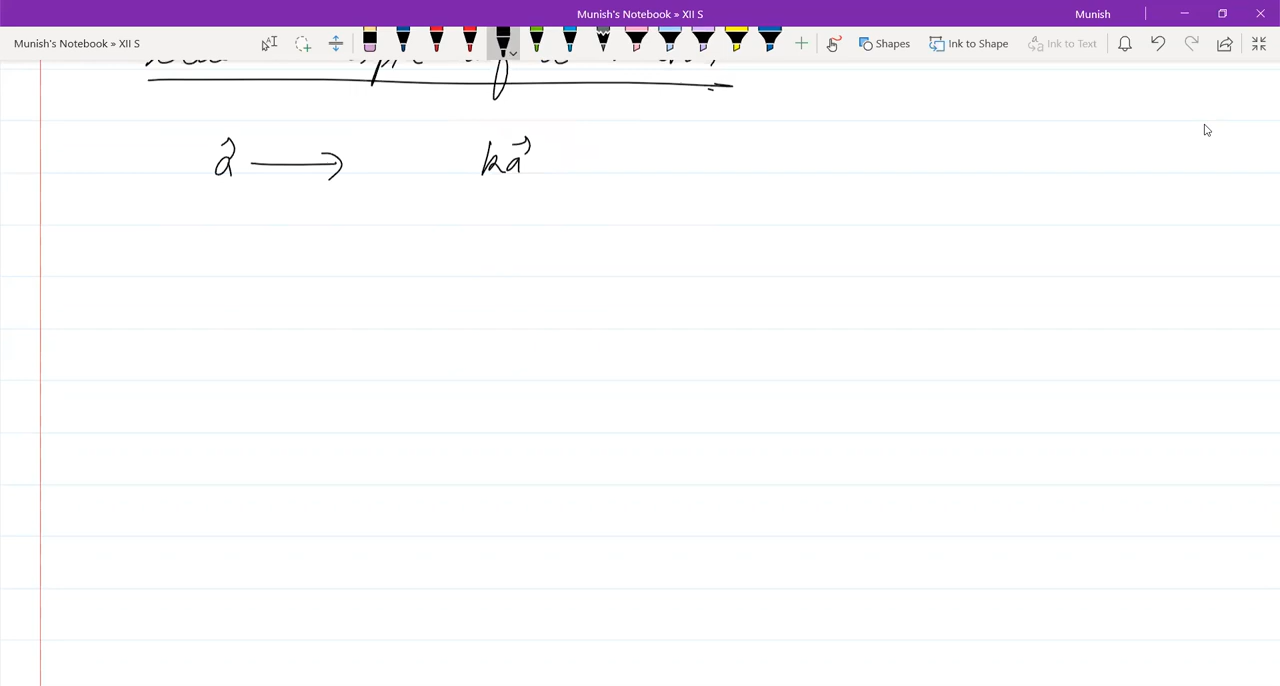 Munish's Notebook » XII S
Munish
Munish's Notebook » XII S
Shapes
Ink to Shape
Ink to Text
a⃗ ⟶ ka⃗